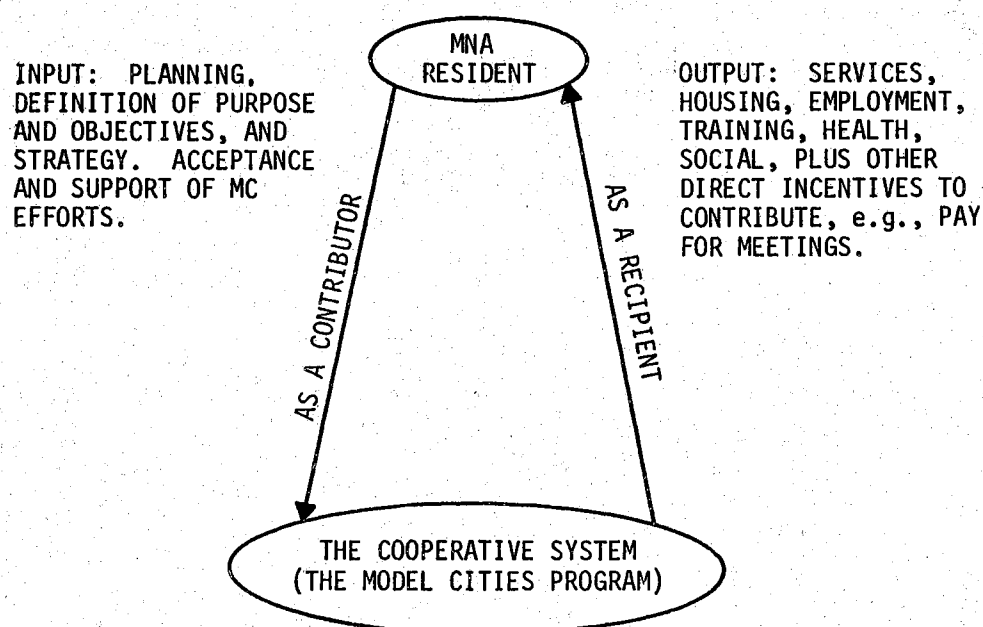 MNA
RESIDENT
INPUT: PLANNING,
DEFINITION OF PURPOSE
AND OBJECTIVES, AND
STRATEGY. ACCEPTANCE
AND SUPPORT OF MC
EFFORTS.
OUTPUT: SERVICES,
HOUSING, EMPLOYMENT,
TRAINING, HEALTH,
SOCIAL, PLUS OTHER
DIRECT INCENTIVES TO
CONTRIBUTE, e.g., PAY
FOR MEETINGS.
AS A CONTRIBUTOR
AS A RECIPIENT
THE COOPERATIVE SYSTEM
(THE MODEL CITIES PROGRAM)